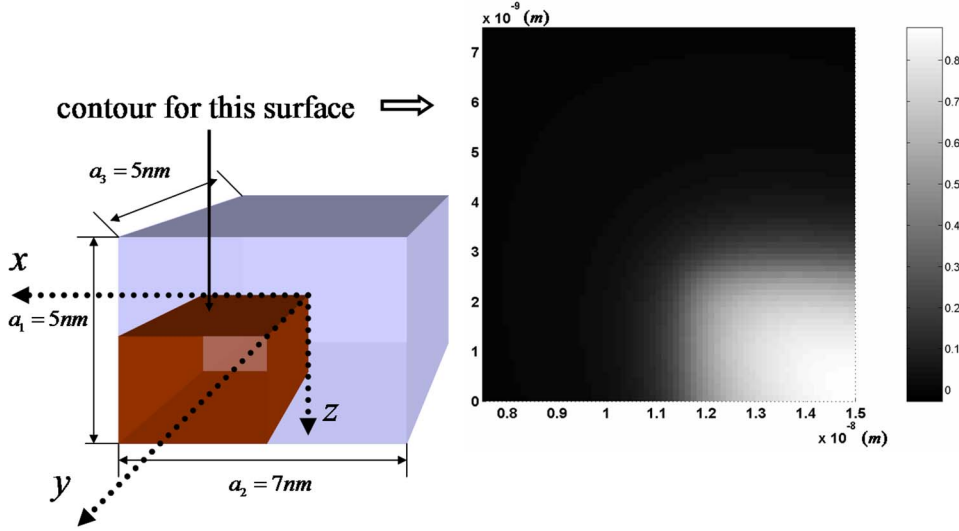 contour for this surface
a₃ = 5nm
x
a₁ = 5nm
z
y
a₂ = 7nm
x 10⁻⁹ (m)
7
6
5
4
3
2
1
0
0.8 0.9 1 1.1 1.2 1.3 1.4 1.5
x 10⁻⁸ (m)
0.8
0.7
0.6
0.5
0.4
0.3
0.2
0.1
0